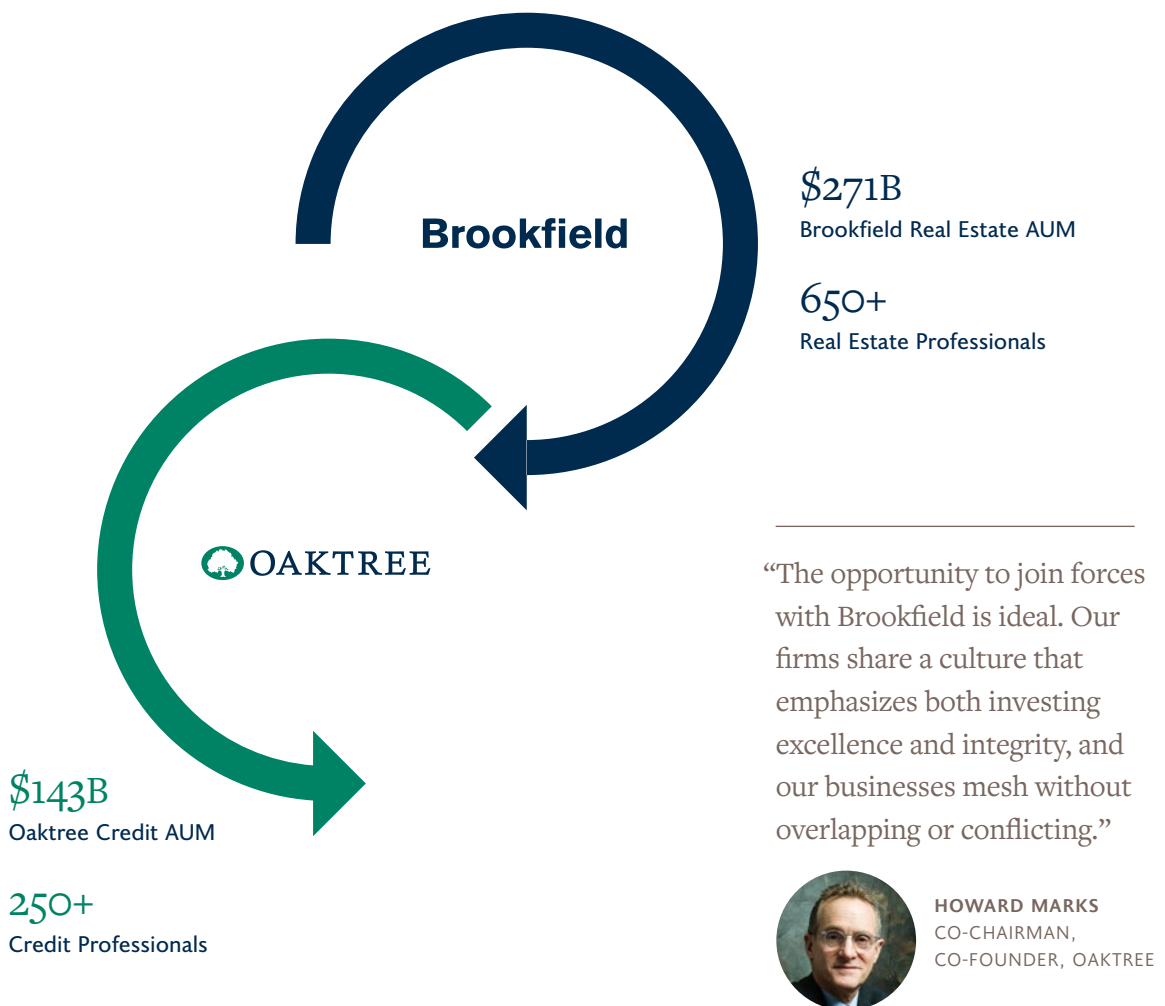 Brookfield
$271B
Brookfield Real Estate AUM
650+
Real Estate Professionals
OAKTREE
$143B
Oaktree Credit AUM
250+
Credit Professionals
“The opportunity to join forces
with Brookfield is ideal. Our
firms share a culture that
emphasizes both investing
excellence and integrity, and
our businesses mesh without
overlapping or conflicting.”
HOWARD MARKS
CO-CHAIRMAN,
CO-FOUNDER, OAKTREE